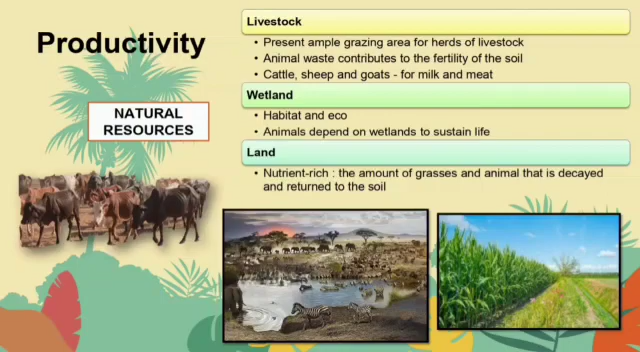 Productivity
NATURAL
RESOURCES
Livestock
• Present ample grazing area for herds of livestock
• Animal waste contributes to the fertility of the soil
• Cattle, sheep and goats - for milk and meat
Wetland
• Habitat and eco
• Animals depend on wetlands to sustain life
Land
• Nutrient-rich : the amount of grasses and animal that is decayed
and returned to the soil